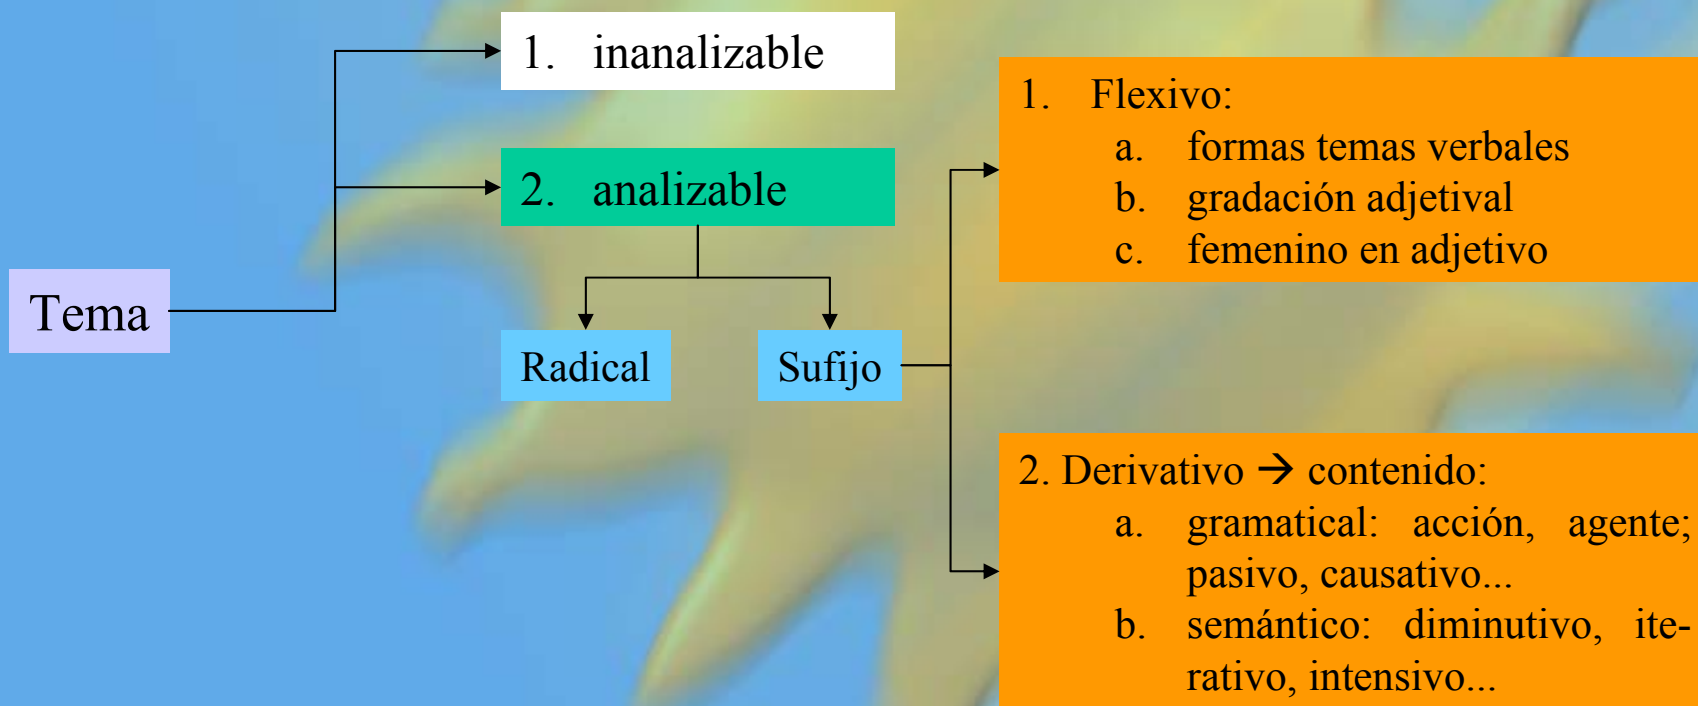 Tema
1. inanalizable
2. analizable
Radical
Sufijo
1. Flexivo:
a. formas temas verbales
b. gradación adjetival
c. femenino en adjetivo
2. Derivativo → contenido:
a. gramatical: acción, agente;
pasivo, causativo...
b. semántico: diminutivo, ite-
rativo, intensivo...